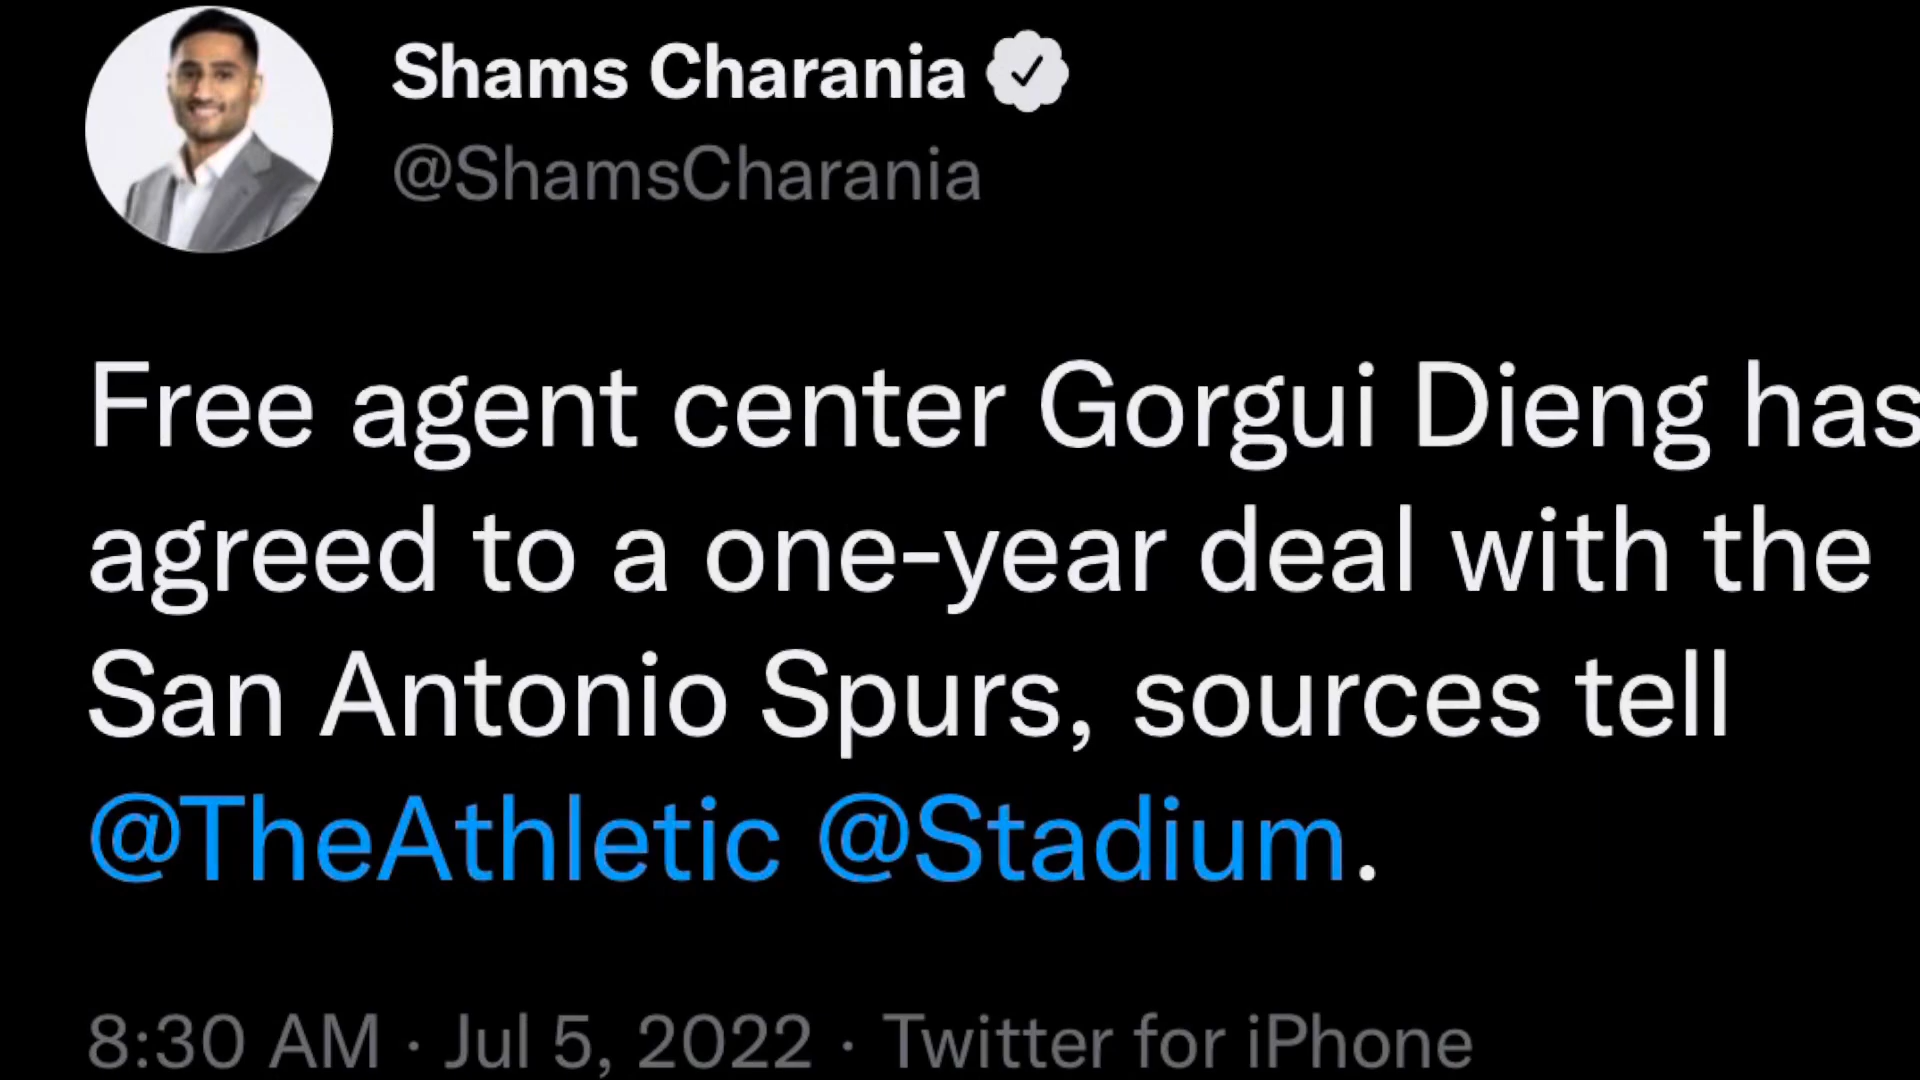 Shams Charania
@ShamsCharania
Free agent center Gorgui Dieng has
agreed to a one-year deal with the
San Antonio Spurs, sources tell
@TheAthletic @Stadium.
8:30 AM · Jul 5, 2022 · Twitter for iPhone